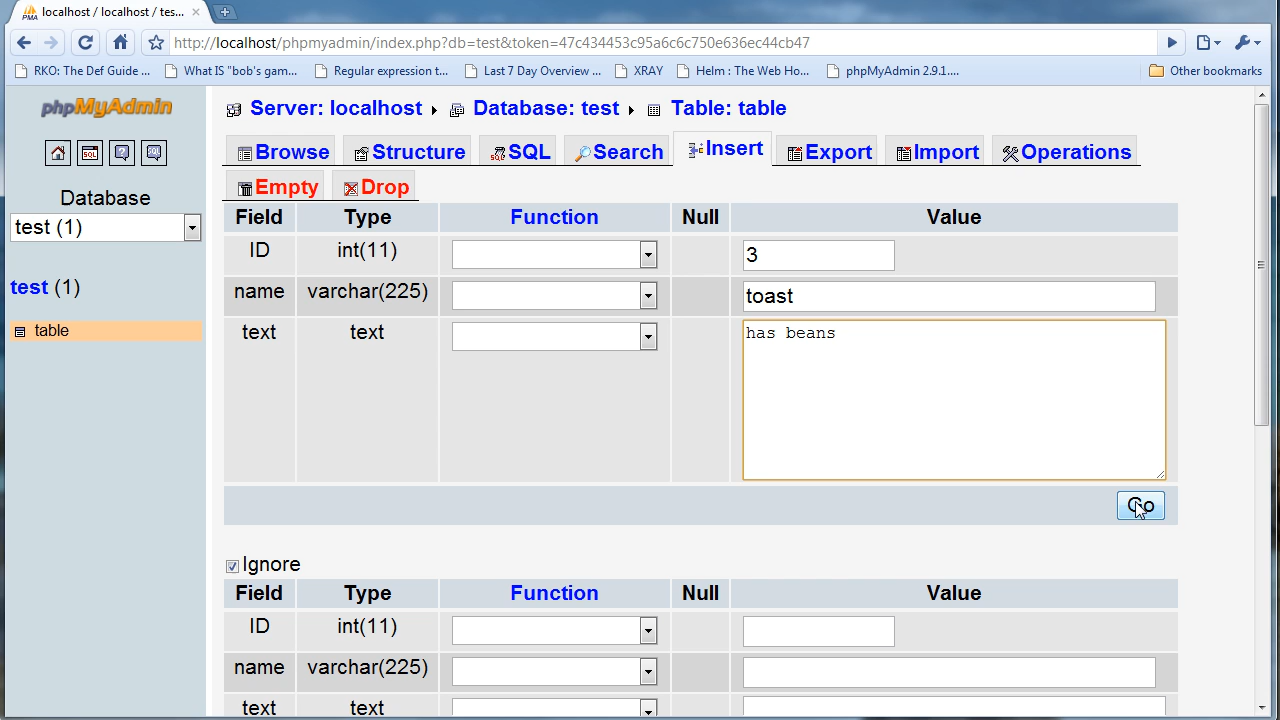 localhost / localhost / tes...
http://localhost/phpmyadmin/index.php?db=test&token=47c434453c95a6c6c750e636ec44cb47
RKO: The Def Guide ... What IS "bob's gam... Regular expression t... Last 7 Day Overview ... XRAY Helm : The Web Ho... phpMyAdmin 2.9.1.... Other bookmarks
phpMyAdmin
Server: localhost Database: test Table: table
Browse Structure SQL Search Insert Export Import Operations
Empty Drop
SQL
Database
test (1)
test (1)
table
Field Type Function Null Value
ID int(11) 3
name varchar(225) toast
text text has beans
Go
Ignore
Field Type Function Null Value
ID int(11)
name varchar(225)
text text